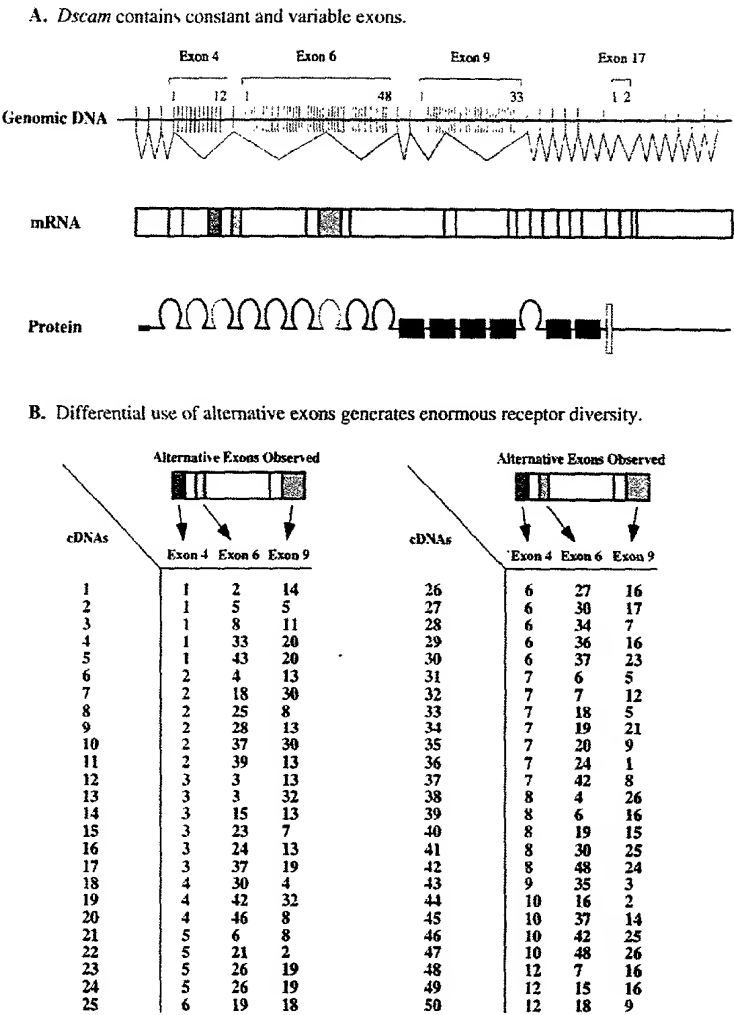 A. Dscam contains constant and variable exons.
Exon 4 Exon 6 Exon 9 Exon 17
1 12 1 48 1 33 1 2
Genomic DNA
mRNA
Protein
B. Differential use of alternative exons generates enormous receptor diversity.
Alternative Exons Observed
cDNAs
Exon 4 Exon 6 Exon 9
1 1 2 14
2 1 5 5
3 1 8 11
4 1 33 20
5 1 43 20
6 2 4 13
7 2 18 30
8 2 25 8
9 2 28 13
10 2 37 30
11 2 39 13
12 3 3 13
13 3 3 32
14 3 15 13
15 3 23 7
16 3 24 13
17 3 37 19
18 4 30 4
19 4 42 32
20 4 46 8
21 5 6 8
22 5 21 2
23 5 26 19
24 5 26 19
25 6 19 18
Alternative Exons Observed
cDNAs
Exon 4 Exon 6 Exon 9
26 6 27 16
27 6 30 17
28 6 34 7
29 6 36 16
30 6 37 23
31 7 6 5
32 7 7 12
33 7 18 5
34 7 19 21
35 7 20 9
36 7 24 1
37 7 42 8
38 8 4 26
39 8 6 16
40 8 19 15
41 8 30 25
42 8 48 24
43 9 35 3
44 10 16 2
45 10 37 14
46 10 42 25
47 10 48 26
48 12 7 16
49 12 15 16
50 12 18 9